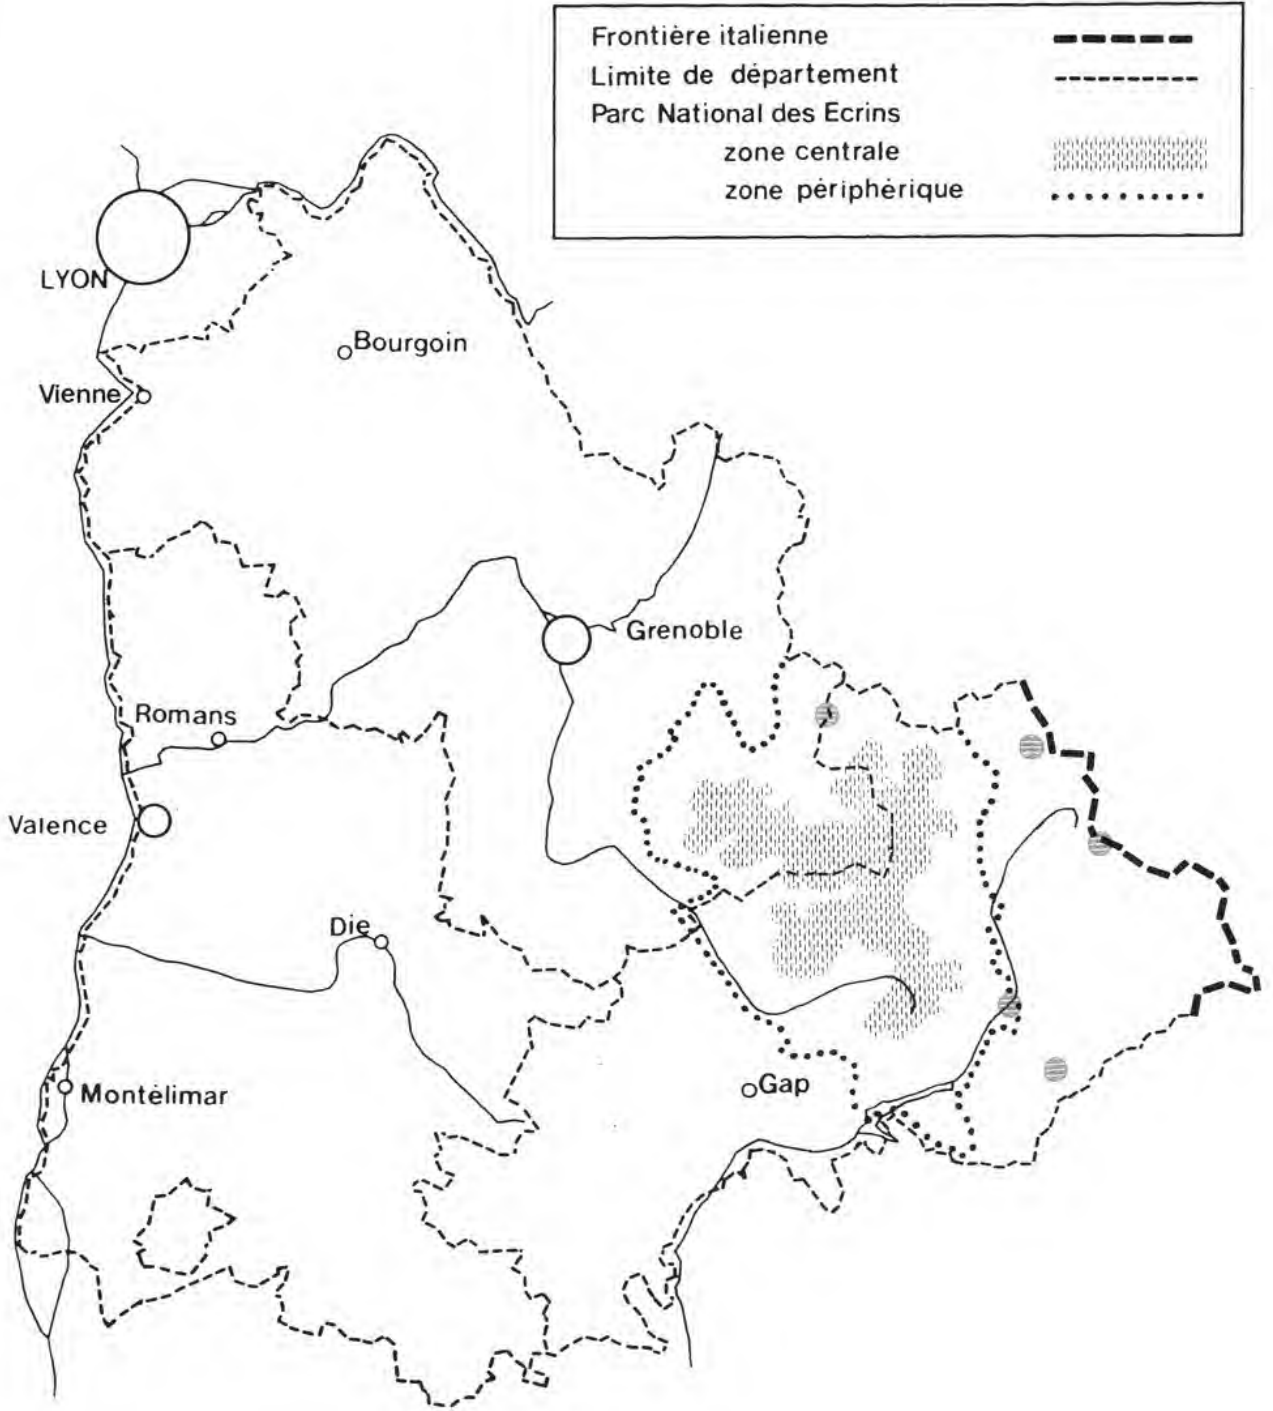 Frontière italienne
Limite de département
Parc National des Ecrins
zone centrale
zone périphérique
LYON
Bourgoin
Vienne
Grenoble
Romans
Valence
Die
Gap
Montélimar